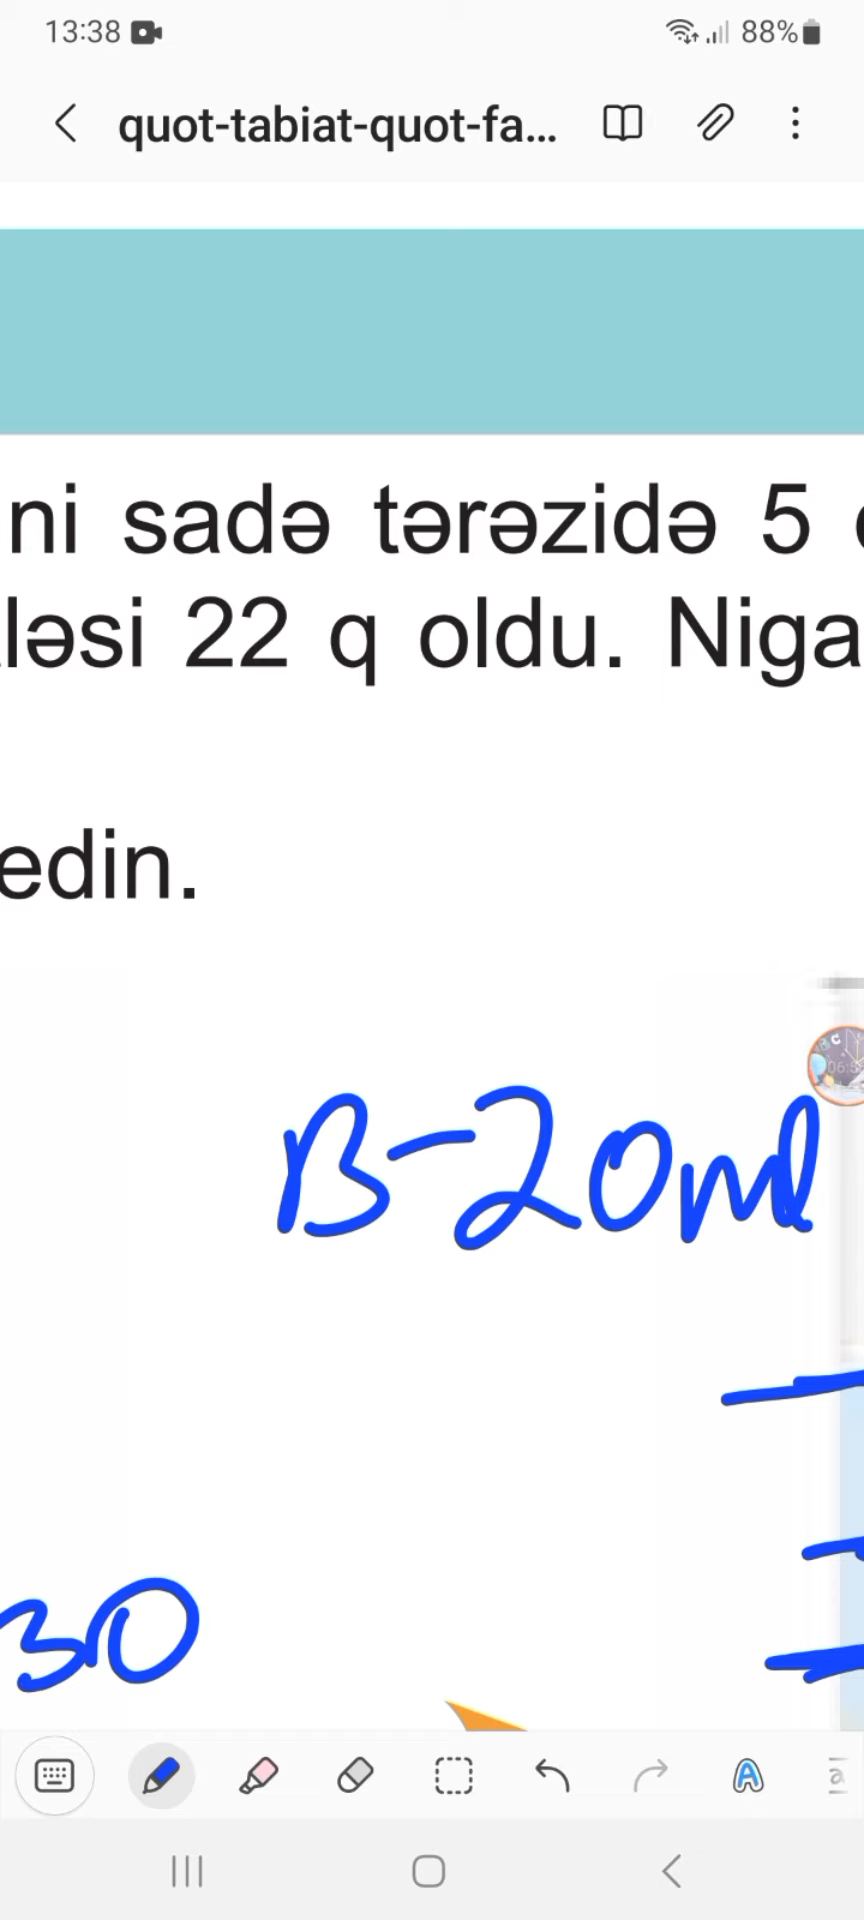 13:38 88%
quot-tabiat-quot-fa...
ni sadə tərəzidə 5
ləsi 22 q oldu. Niga
edin.
B-20ml
30